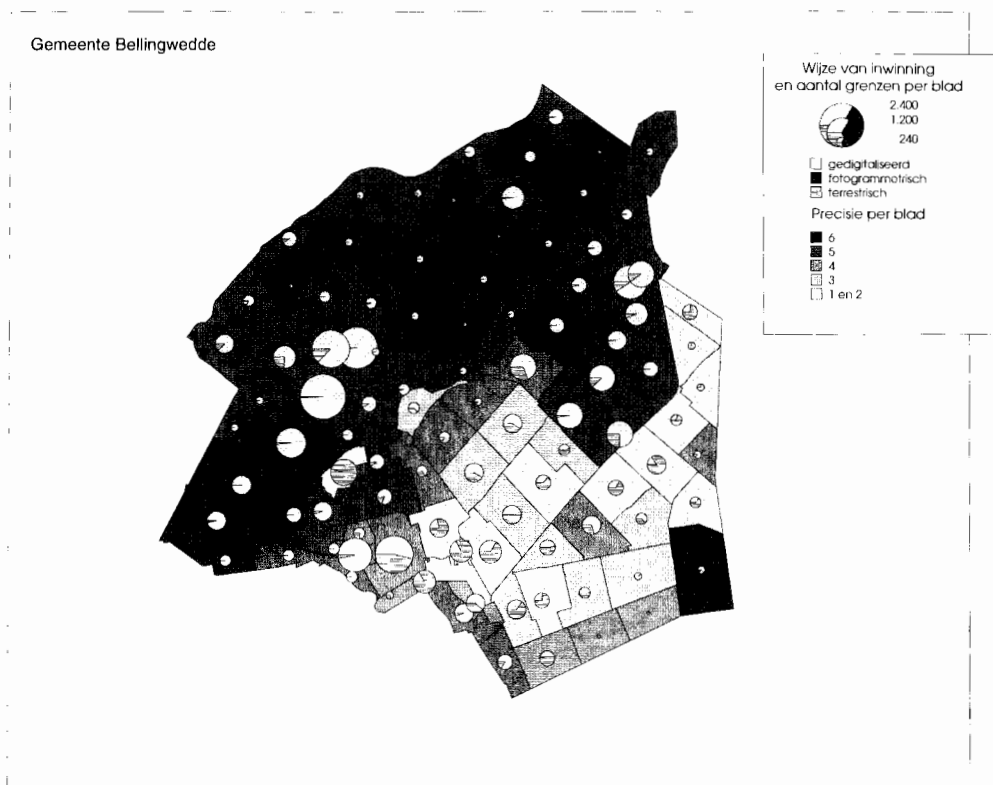 Gemeente Bellingwedde
Wijze van inwinning
en aantal grenzen per blad
2.400
1.200
240
gedigitaliseerd
fotogrammotrisch
terrestrisch
Precisie per blad
6
5
4
3
1 en 2